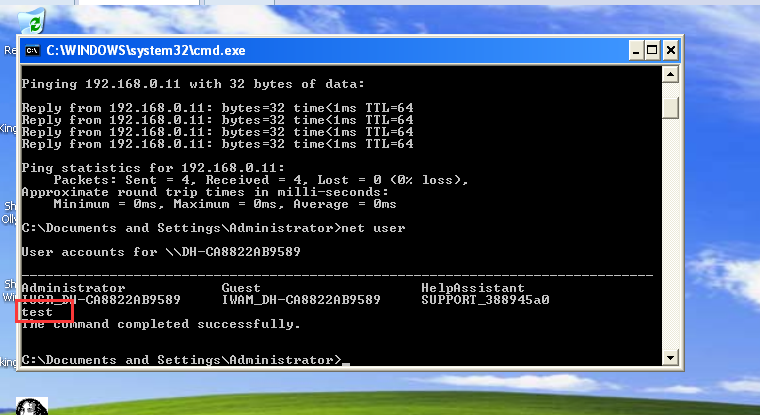 C:\WINDOWS\system32\cmd.exe
Pinging 192.168.0.11 with 32 bytes of data:
Reply from 192.168.0.11: bytes=32 time<1ms TTL=64
Reply from 192.168.0.11: bytes=32 time<1ms TTL=64
Reply from 192.168.0.11: bytes=32 time<1ms TTL=64
Reply from 192.168.0.11: bytes=32 time<1ms TTL=64
Ping statistics for 192.168.0.11:
Packets: Sent = 4, Received = 4, Lost = 0 (0% loss),
Approximate round trip times in milli-seconds:
Minimum = 0ms, Maximum = 0ms, Average = 0ms
C:\Documents and Settings\Administrator>net user
User accounts for \\DH-CA8822AB9589
-------------------------------------------------------------------------------
Administrator Guest HelpAssistant
IUSR_DH-CA8822AB9589 IWAM_DH-CA8822AB9589 SUPPORT_388945a0
test
The command completed successfully.
C:\Documents and Settings\Administrator>_